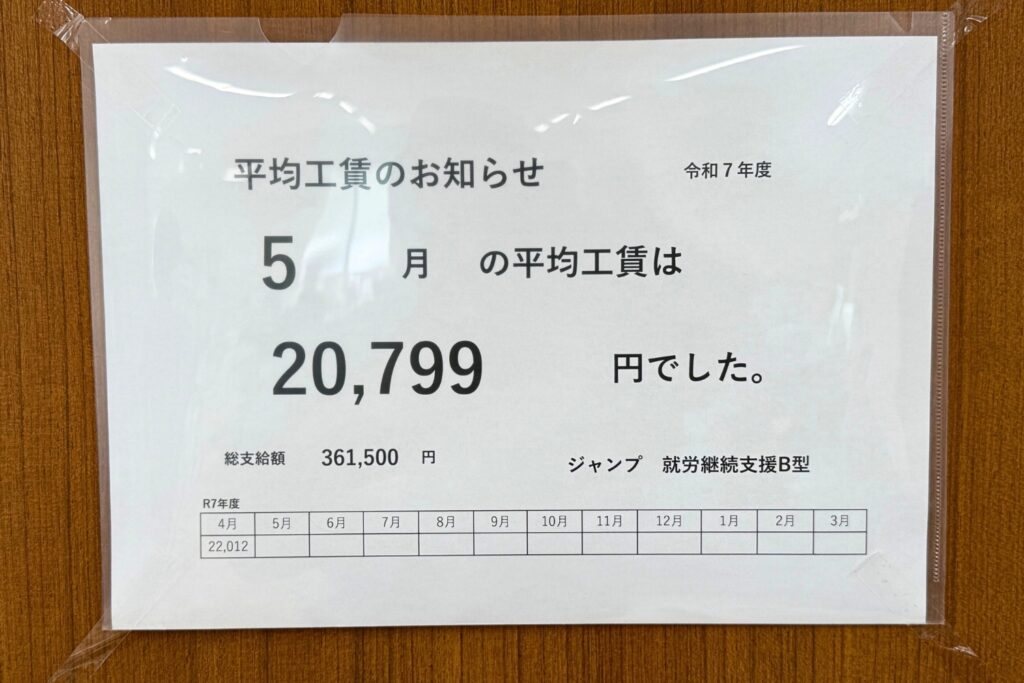 平均工賃のお知らせ 令和７年度
5 月 の平均工賃は
20,799 円でした。
総支給額 361,500 円 ジャンプ 就労継続支援B型
R7年度
4月 5月 6月 7月 8月 9月 10月 11月 12月 1月 2月 3月
22,012